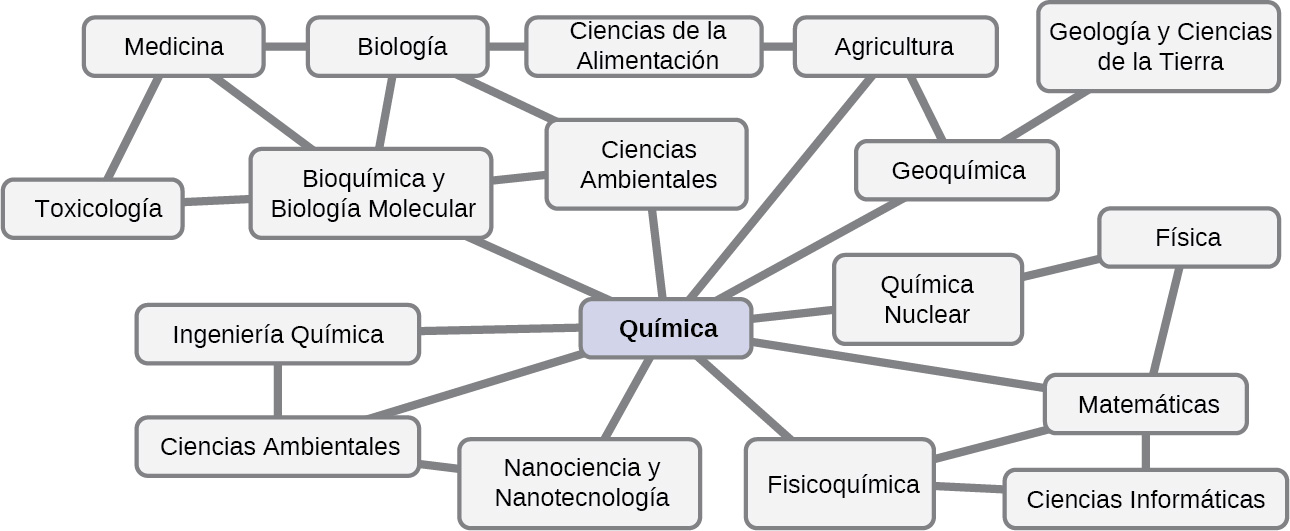 Medicina
Biología
Ciencias de la
Alimentación
Agricultura
Geología y Ciencias
de la Tierra
Toxicología
Bioquímica y
Biología Molecular
Ciencias
Ambientales
Geoquímica
Física
Química
Nuclear
Ingeniería Química
Química
Matemáticas
Ciencias Ambientales
Nanociencia y
Nanotecnología
Fisicoquímica
Ciencias Informáticas